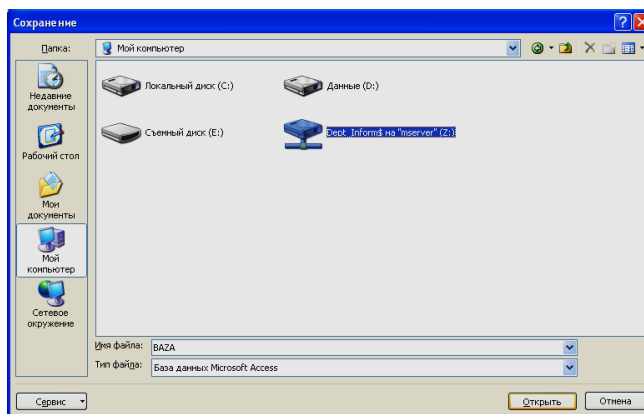 Сохранение
Папка:
Мой компьютер
Недавние
документы
Рабочий стол
Мои
документы
Мой
компьютер
Сетевое
окружение
Локальный диск (C:)
Данные (D:)
Съемный диск (E:)
Dept_Inform$ на "mserver" (Z:)
Имя файла:
BAZA
Тип файла:
База данных Microsoft Access
Сервис
Открыть
Отмена